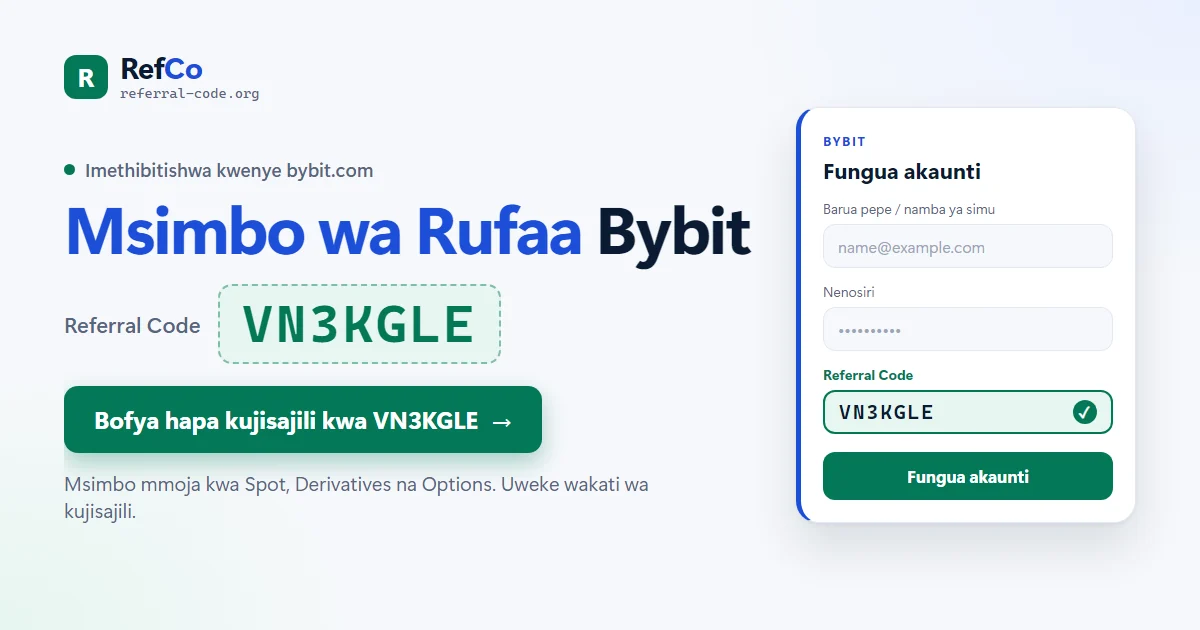 R
RefCo
referral-code.org
Imethibitishwa kwenye bybit.com
Msimbo wa Rufaa Bybit
Referral Code
VN3KGLE
Bofya hapa kujisajili kwa VN3KGLE →
Msimbo mmoja kwa Spot, Derivatives na Options. Uweke wakati wa
kujisajili.
BYBIT
Fungua akaunti
Barua pepe / namba ya simu
name@example.com
Nenosiri
••••••••••
Referral Code
VN3KGLE ✓
Fungua akaunti